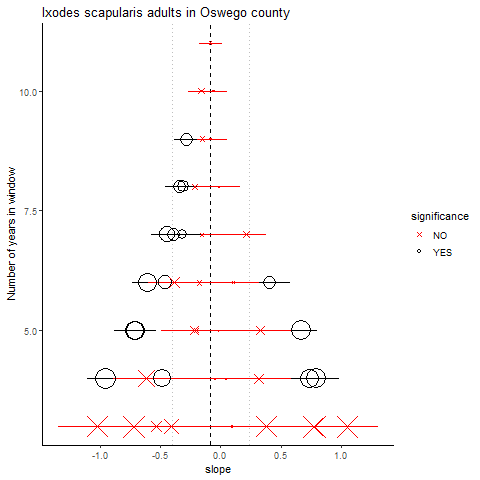 Ixodes scapularis adults in Oswego county
10.0
7.5
5.0
Number of years in window
-1.0
-0.5
0.0
0.5
1.0
slope
significance
NO
YES